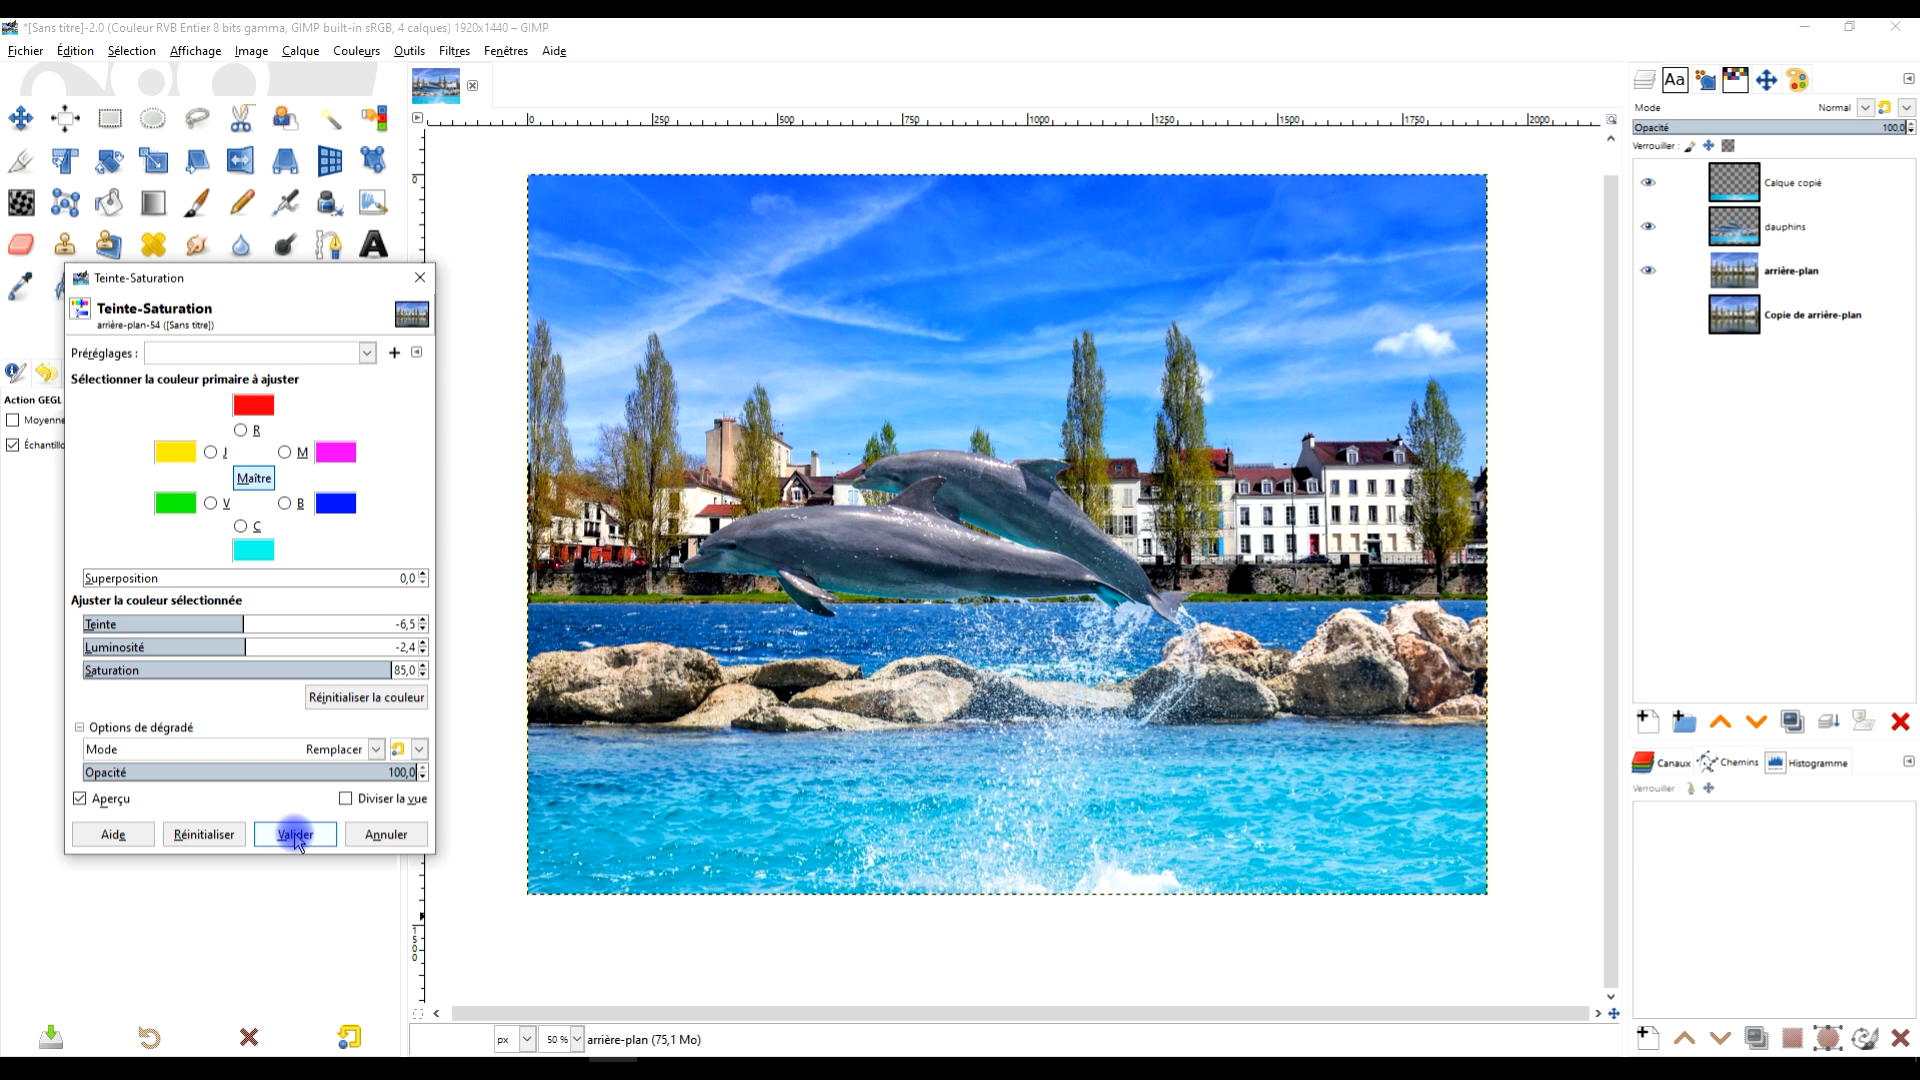 *[Sans titre]-2.0 (Couleur RVB Entier 8 bits gamma, GIMP built-in sRGB, 4 calques) 1920x1440 – GIMP
Fichier Édition Sélection Affichage Image Calque Couleurs Outils Filtres Fenêtres Aide
0 250 500 750 1000 1250 1500 1750 2000
0
1500
Action GEGL
Moyenne
Échantillo
Teinte-Saturation
Teinte-Saturation
arrière-plan-54 ([Sans titre])
Préréglages :
Sélectionner la couleur primaire à ajuster
R
J
M
Maître
V
B
C
Superposition 0,0
Ajuster la couleur sélectionnée
Teinte -6,5
Luminosité -2,4
Saturation 85,0
Réinitialiser la couleur
Options de dégradé
Mode Remplacer
Opacité 100,0
Aperçu
Diviser la vue
Aide Réinitialiser Valider Annuler
px 50 % arrière-plan (75,1 Mo)
Aa
Mode Normal
Opacité 100,0
Verrouiller :
Calque copié
dauphins
arrière-plan
Copie de arrière-plan
Canaux Chemins Histogramme
Verrouiller :